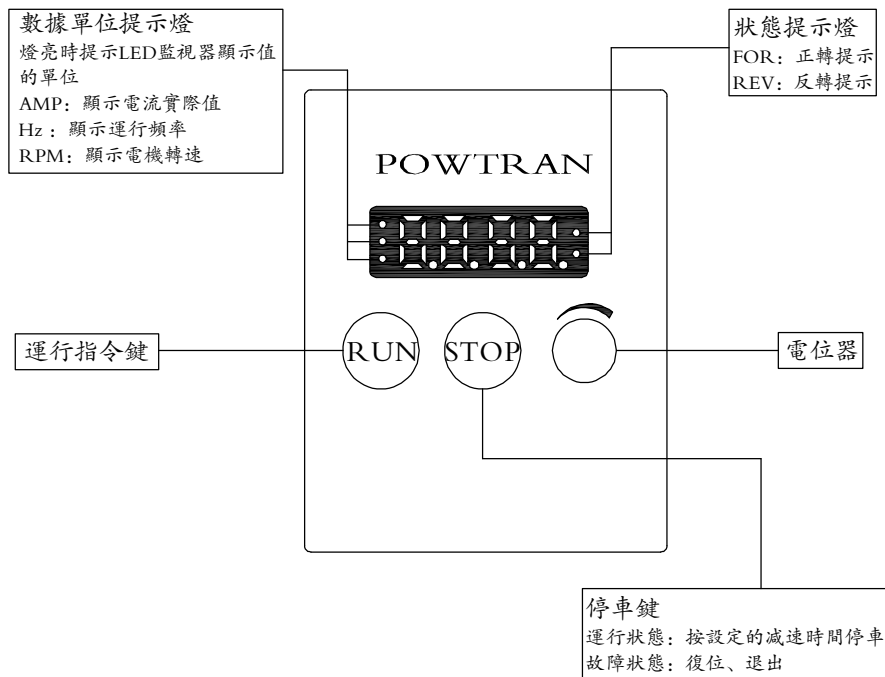 數據單位提示燈
燈亮時提示LED監視器顯示值
的單位
AMP：顯示電流實際值
Hz：顯示運行頻率
RPM：顯示電機轉速
狀態提示燈
FOR：正轉提示
REV：反轉提示
POWTRAN
運行指令鍵
RUN
STOP
電位器
停車鍵
運行狀態：按設定的减速時間停車
故障狀態：復位、退出